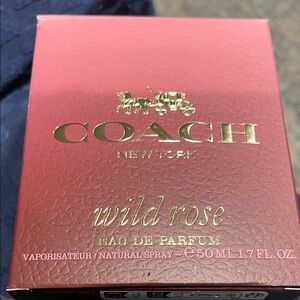 COACH
NEW YORK
wild rose
EAU DE PARFUM
VAPORISATEUR / NATURAL SPRAY - ℮ 50 ML 1.7 FL.OZ.